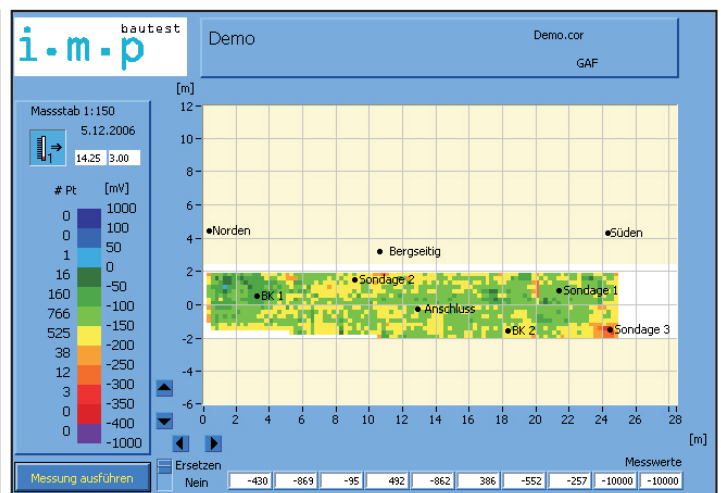 i·m·p bautest
Demo
Demo.cor
GAF
Massstab 1:150
5.12.2006
1
14.25 3.00
# Pt [mV]
1000
0
100
0
50
1
0
16
-50
160
-100
766
-150
525
-200
38
-250
12
-300
3
-350
0
-400
0
-1000
[m]
12
10
8
6
4
2
0
-2
-4
-6
Norden
Süden
Bergseitig
Sondage 2
BK 1
Sondage 1
Anschluss
BK 2
Sondage 3
0 2 4 6 8 10 12 14 16 18 20 22 24 26 28
[m]
Ersetzen
Messwerte
Messung ausführen
Nein -430 -869 -95 492 -862 386 -552 -257 -10000 -10000